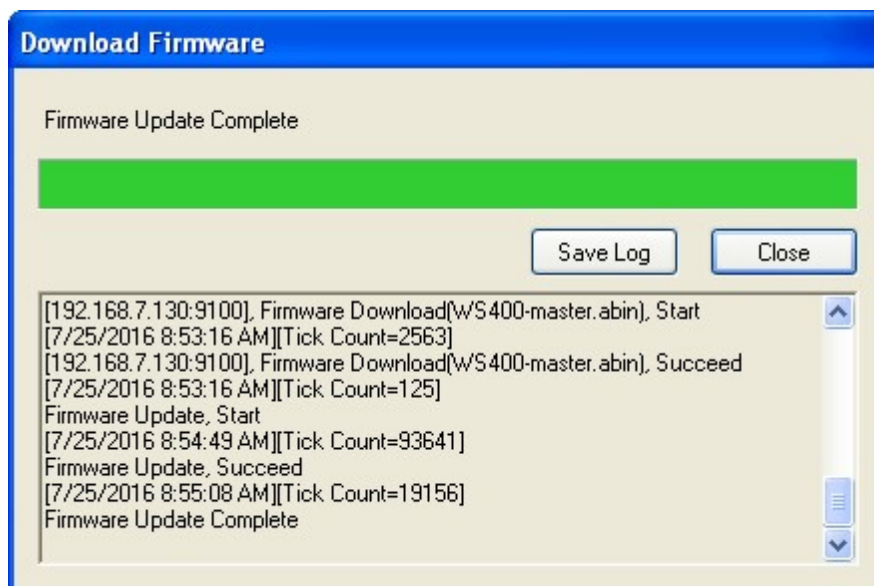 Download Firmware
Firmware Update Complete
Save Log
Close
[192.168.7.130:9100], Firmware Download(WS400-master.abin), Start
[7/25/2016 8:53:16 AM][Tick Count=2563]
[192.168.7.130:9100], Firmware Download(WS400-master.abin), Succeed
[7/25/2016 8:53:16 AM][Tick Count=125]
Firmware Update, Start
[7/25/2016 8:54:49 AM][Tick Count=93641]
Firmware Update, Succeed
[7/25/2016 8:55:08 AM][Tick Count=19156]
Firmware Update Complete